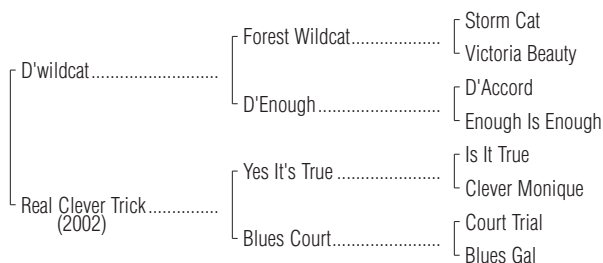 Storm Cat
Forest Wildcat....................
Victoria Beauty
D'wildcat.............................
D'Accord
D'Enough............................
Enough Is Enough
Is It True
Yes It's True .......................
Clever Monique
Real Clever Trick................
(2002)
Court Trial
Blues Court........................
Blues Gal